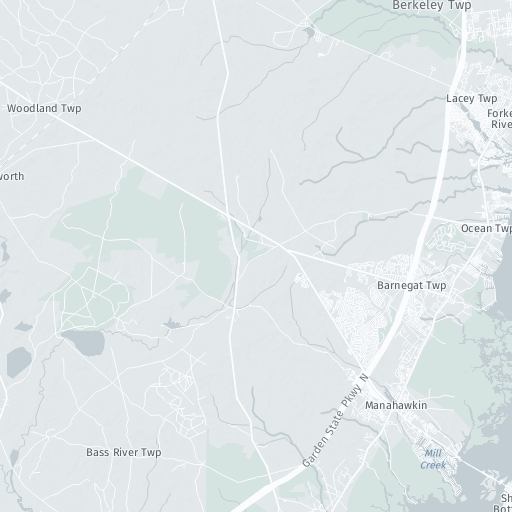 Berkeley Twp
Lacey Twp
Woodland Twp
Forke
River
worth
Ocean Twp
Barnegat Twp
Garden State Pkwy N
Manahawkin
Bass River Twp
Mill
Creek
Sh
Bott